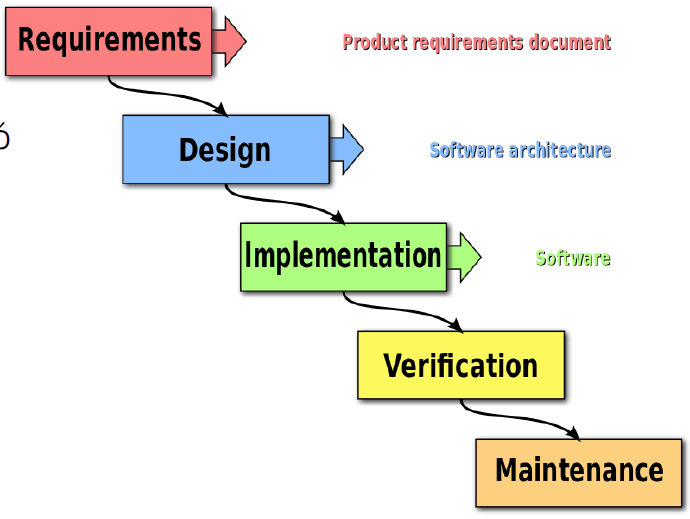 Requirements
Product requirements document
ó
Design
Software architecture
Implementation
Software
Verification
Maintenance